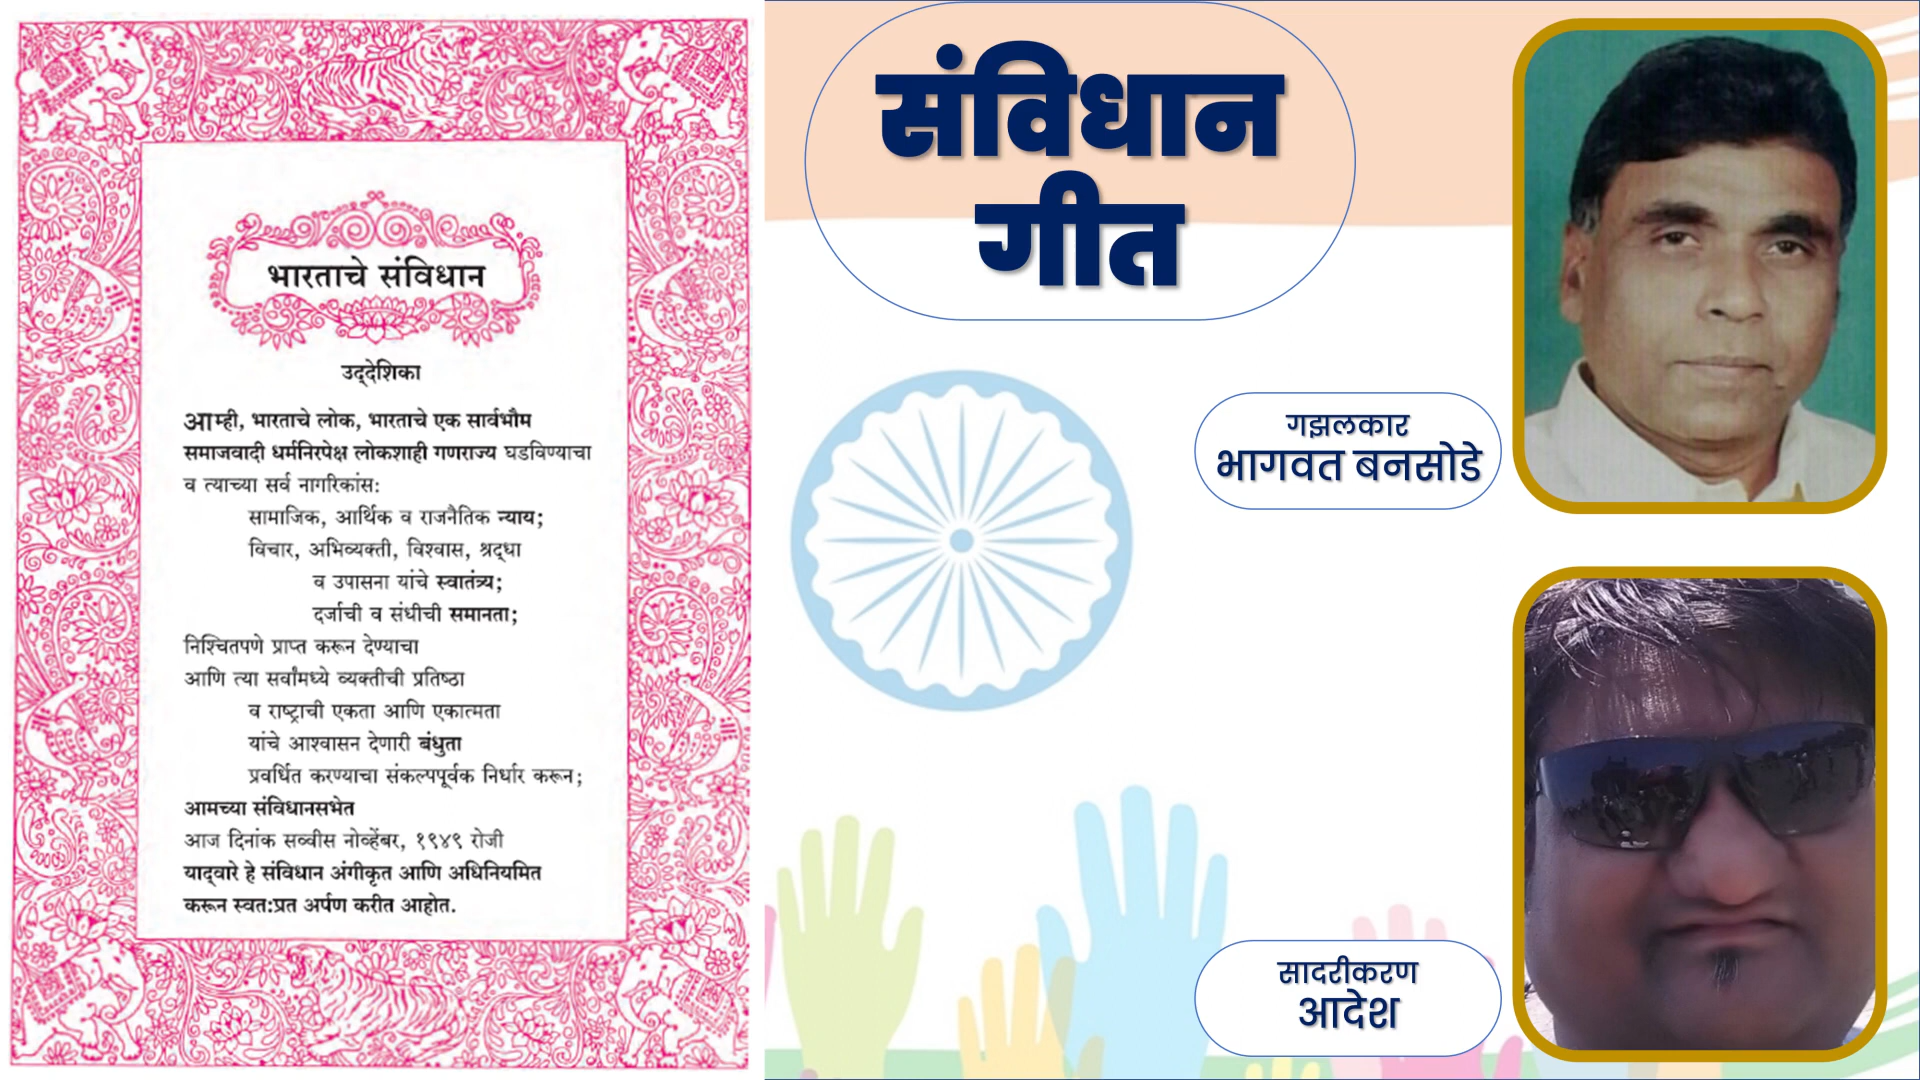 भारताचे संविधान
उद्देशिका
आम्ही, भारताचे लोक, भारताचे एक सार्वभौम
समाजवादी धर्मनिरपेक्ष लोकशाही गणराज्य घडविण्याचा
व त्याच्या सर्व नागरिकांस:
सामाजिक, आर्थिक व राजनैतिक न्याय;
विचार, अभिव्यक्ती, विश्वास, श्रद्धा
व उपासना यांचे स्वातंत्र्य;
दर्जाची व संधीची समानता;
निश्चितपणे प्राप्त करून देण्याचा
आणि त्या सर्वांमध्ये व्यक्तीची प्रतिष्ठा
व राष्ट्राची एकता आणि एकात्मता
यांचे आश्वासन देणारी बंधुता
प्रवर्धित करण्याचा संकल्पपूर्वक निर्धार करून;
आमच्या संविधानसभेत
आज दिनांक सव्वीस नोव्हेंबर, १९४९ रोजी
याद्वारे हे संविधान अंगीकृत आणि अधिनियमित
करून स्वत:प्रत अर्पण करीत आहोत.
संविधान
गीत
गझलकार
भागवत बनसोडे
सादरीकरण
आदेश